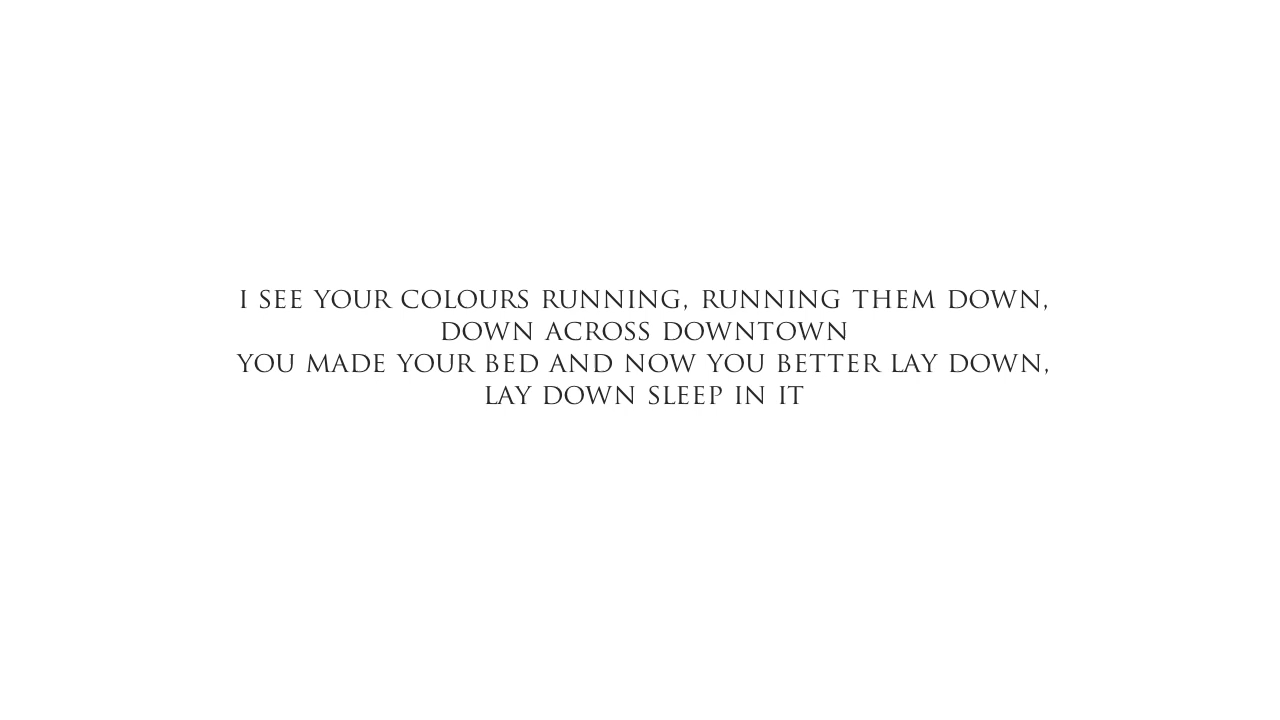 I SEE YOUR COLOURS RUNNING, RUNNING THEM DOWN,
DOWN ACROSS DOWNTOWN
YOU MADE YOUR BED AND NOW YOU BETTER LAY DOWN,
LAY DOWN SLEEP IN IT